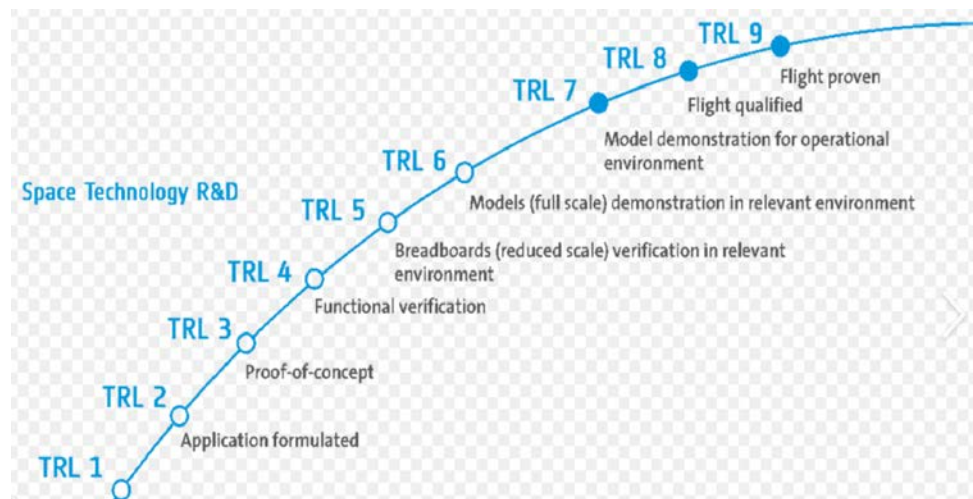 TRL 9
Flight proven
TRL 8
Flight qualified
TRL 7
Model demonstration for operational
environment
TRL 6
Models (full scale) demonstration in relevant environment
Space Technology R&D
TRL 5
Breadboards (reduced scale) verification in relevant
environment
TRL 4
Functional verification
TRL 3
Proof-of-concept
TRL 2
Application formulated
TRL 1